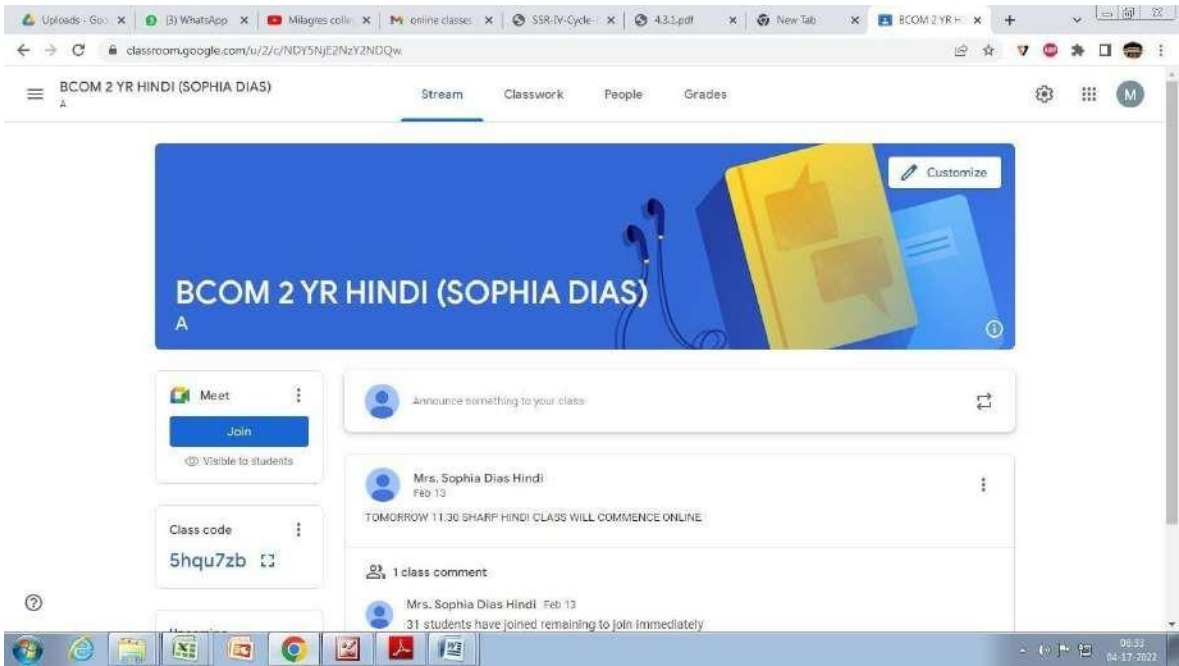 Uploads - Goo
(3) WhatsApp
Milagres colle
online classes
SSR-IV-Cycle-
4.3.1.pdf
New Tab
BCOM 2 YR H
classroom.google.com/u/2/c/NDY5NjE2NzY2NDQw
BCOM 2 YR HINDI (SOPHIA DIAS)
A
Stream Classwork People Grades
M
Customize
BCOM 2 YR HINDI (SOPHIA DIAS)
A
Meet
Join
Visible to students
Announce something to your class
Mrs. Sophia Dias Hindi
Feb 13
TOMORROW 11.30 SHARP HINDI CLASS WILL COMMENCE ONLINE
Class code
5hqu7zb
1 class comment
Mrs. Sophia Dias Hindi Feb 13
31 students have joined remaining to join immediately
08:33
04-17-2022